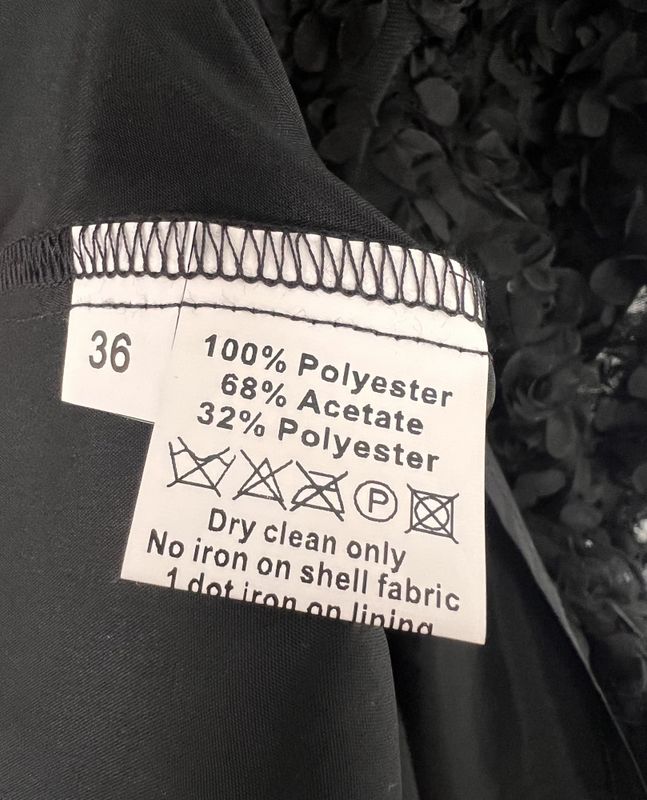 36
100% Polyester
68% Acetate
32% Polyester
P
Dry clean only
No iron on shell fabric
1 dot iron on lining